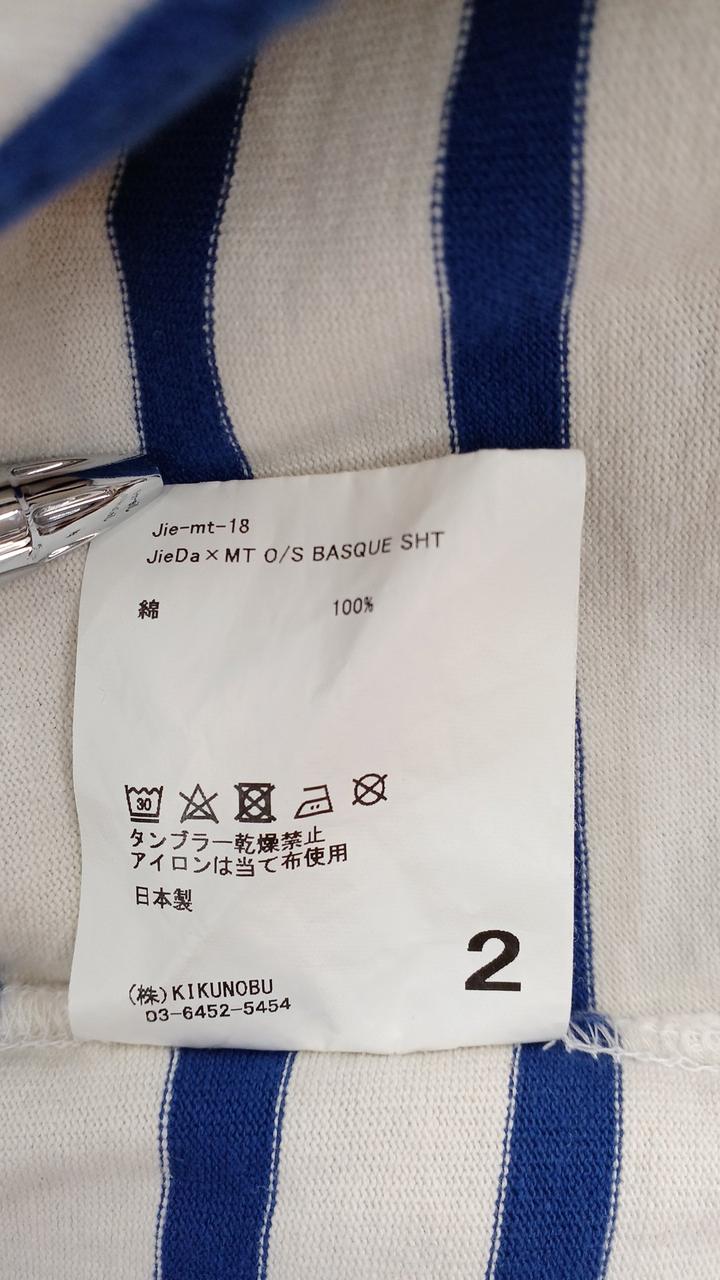 Jie-mt-18
JieDa×MT O/S BASQUE SHT
綿 100%
30
タンブラー乾燥禁止
アイロンは当て布使用
日本製
2
(株)KIKUNOBU
03-6452-5454